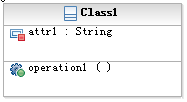 Class1
attr1 : String
operation1 ( )